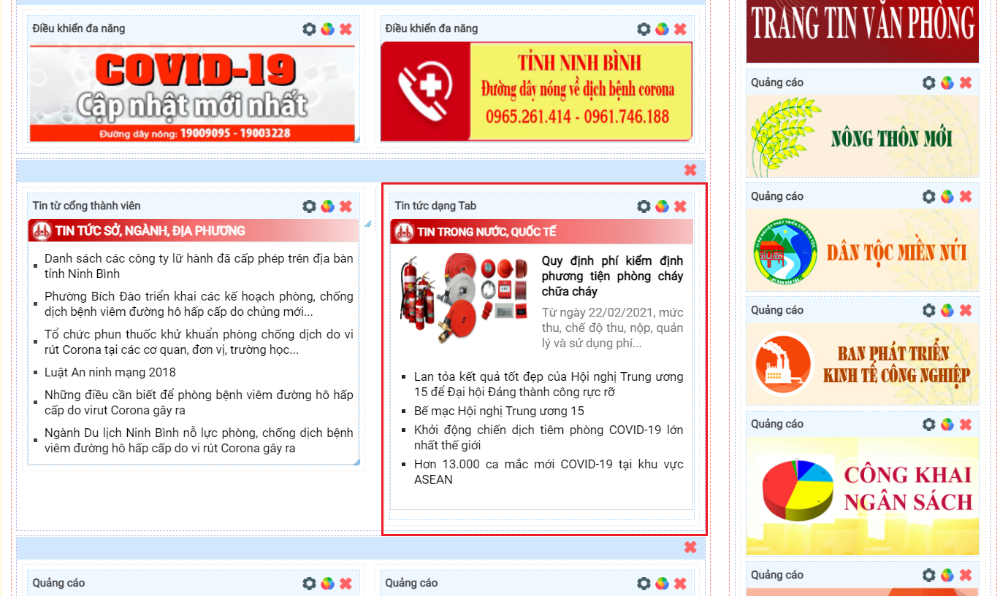 Điều khiển đa năng
COVID-19
Cập nhật mới nhất
Đường dây nóng: 19009095 - 19003228
Điều khiển đa năng
TỈNH NINH BÌNH
Đường dây nóng về dịch bệnh corona
0965.261.414 - 0961.746.188
Tin từ cổng thành viên
TIN TỨC SỞ, NGÀNH, ĐỊA PHƯƠNG
Danh sách các công ty lữ hành đã cấp phép trên địa bàn
tỉnh Ninh Bình
Phường Bích Đào triển khai các kế hoạch phòng, chống
dịch bệnh viêm đường hô hấp cấp do chủng mới...
Tổ chức phun thuốc khử khuẩn phòng chống dịch do vi
rút Corona tại các cơ quan, đơn vị, trường học...
Luật An ninh mạng 2018
Những điều cần biết để phòng bệnh viêm đường hô hấp
cấp do virut Corona gây ra
Ngành Du lịch Ninh Bình nỗ lực phòng, chống dịch bệnh
viêm đường hô hấp cấp do vi rút Corona gây ra
Tin tức dạng Tab
TIN TRONG NƯỚC, QUỐC TẾ
Quy định phí kiểm định
phương tiện phòng cháy
chữa cháy
Từ ngày 22/02/2021, mức
thu, chế độ thu, nộp, quản
lý và sử dụng phí...
Lan tỏa kết quả tốt đẹp của Hội nghị Trung ương
15 để Đại hội Đảng thành công rực rỡ
Bế mạc Hội nghị Trung ương 15
Khởi động chiến dịch tiêm phòng COVID-19 lớn
nhất thế giới
Hơn 13.000 ca mắc mới COVID-19 tại khu vực
ASEAN
Quảng cáo
Quảng cáo
TRANG TIN VĂN PHÒNG
Quảng cáo
NÔNG THÔN MỚI
Quảng cáo
DÂN TỘC MIỀN NÚI
Quảng cáo
BAN PHÁT TRIỂN
KINH TẾ CÔNG NGHIỆP
Quảng cáo
CÔNG KHAI
NGÂN SÁCH
Quảng cáo